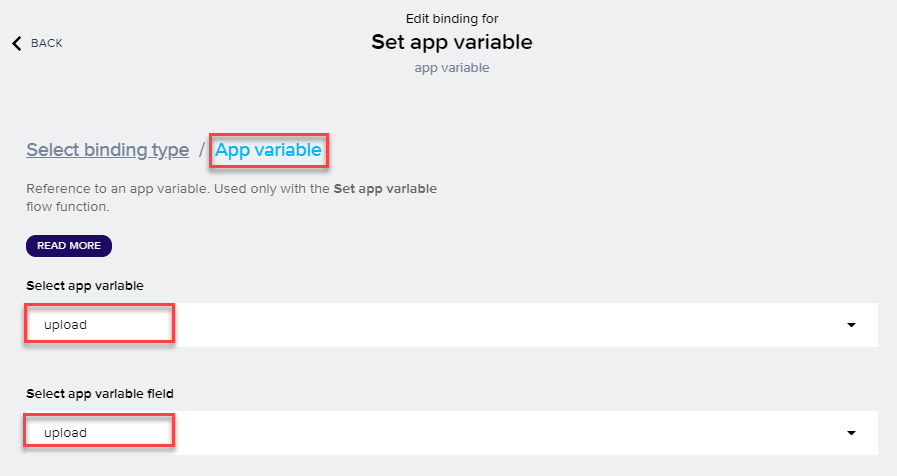 Edit binding for
BACK
Set app variable
app variable
Select binding type / App variable
Reference to an app variable. Used only with the Set app variable
flow function.
READ MORE
Select app variable
upload
Select app variable field
upload